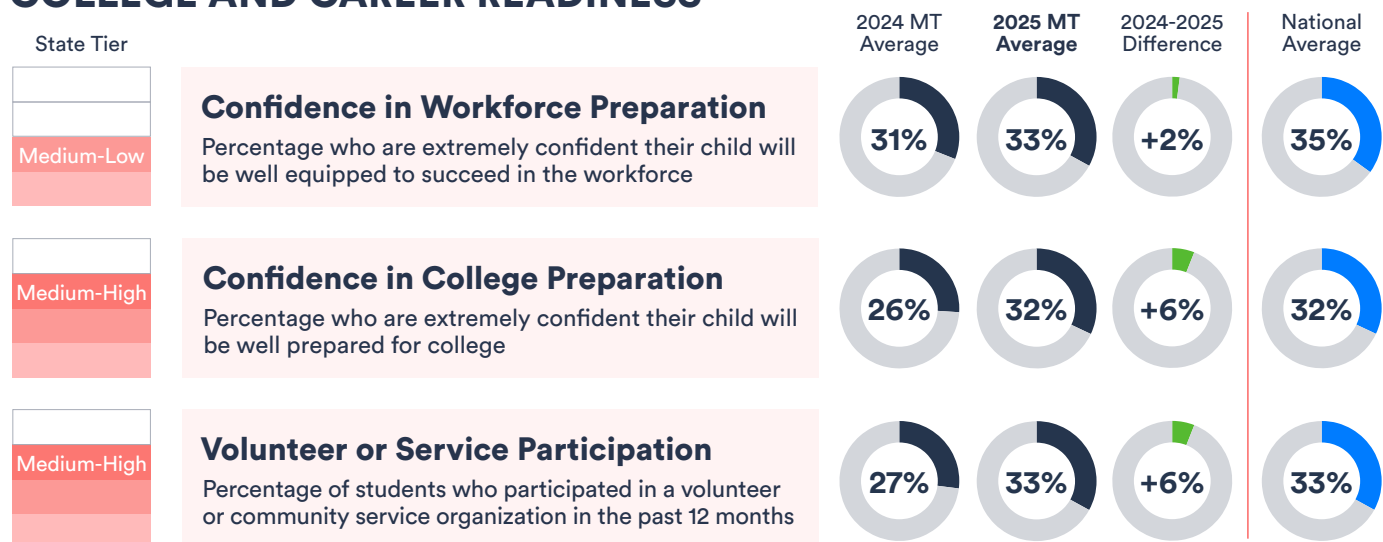 COLLEGE AND CAREER READINESS
State Tier
2024 MT
Average
2025 MT
Average
2024-2025
Difference
National
Average
Medium-Low
Confidence in Workforce Preparation
Percentage who are extremely confident their child will
be well equipped to succeed in the workforce
31%
33%
+2%
35%
Medium-High
Confidence in College Preparation
Percentage who are extremely confident their child will
be well prepared for college
26%
32%
+6%
32%
Medium-High
Volunteer or Service Participation
Percentage of students who participated in a volunteer
or community service organization in the past 12 months
27%
33%
+6%
33%